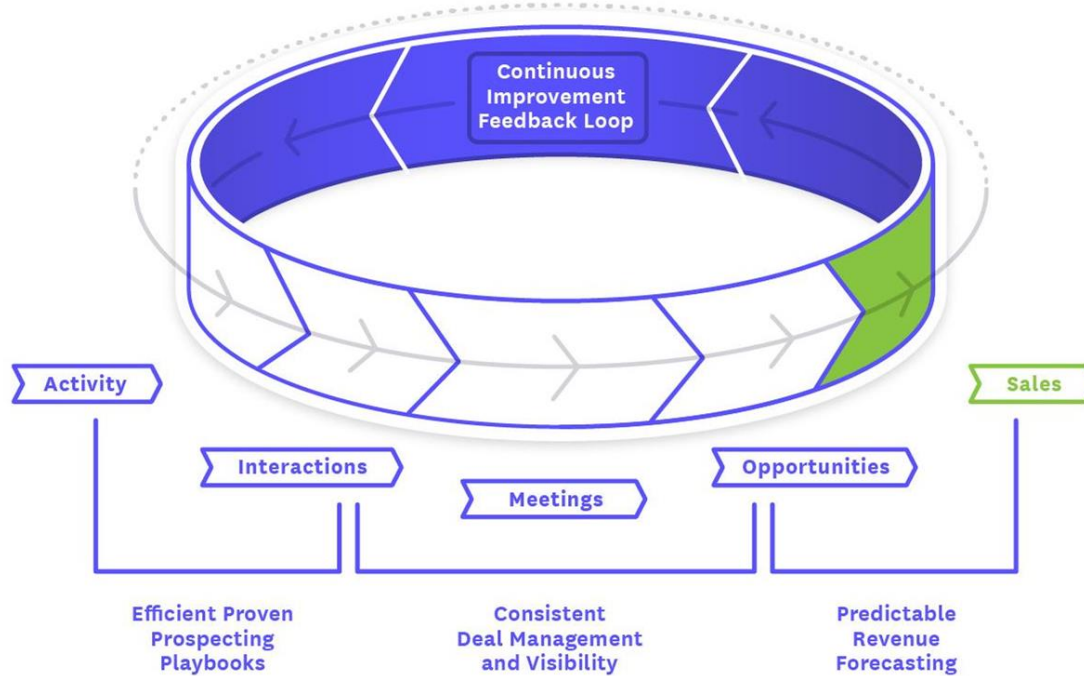 Continuous
Improvement
Feedback Loop
Activity
Sales
Interactions
Opportunities
Meetings
Efficient Proven
Prospecting
Playbooks
Consistent
Deal Management
and Visibility
Predictable
Revenue
Forecasting